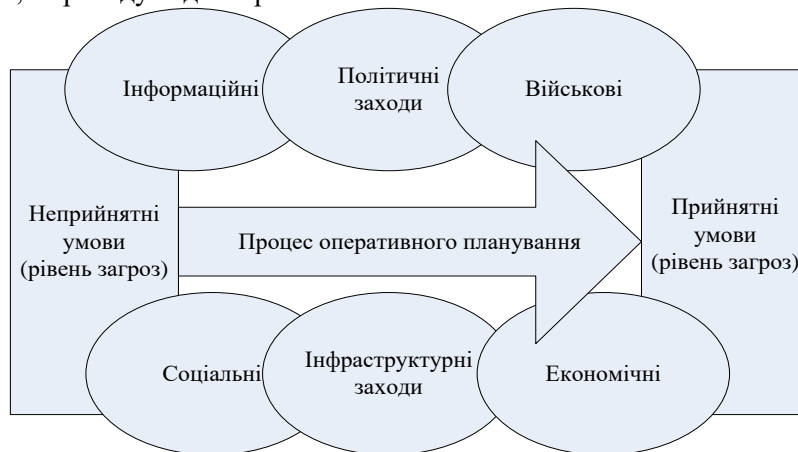 Інформаційні
Політичні
заходи
Військові
Неприйнятні
умови
(рівень загроз)
Процес оперативного планування
Прийнятні
умови
(рівень загроз)
Соціальні
Інфраструктурні
заходи
Економічні